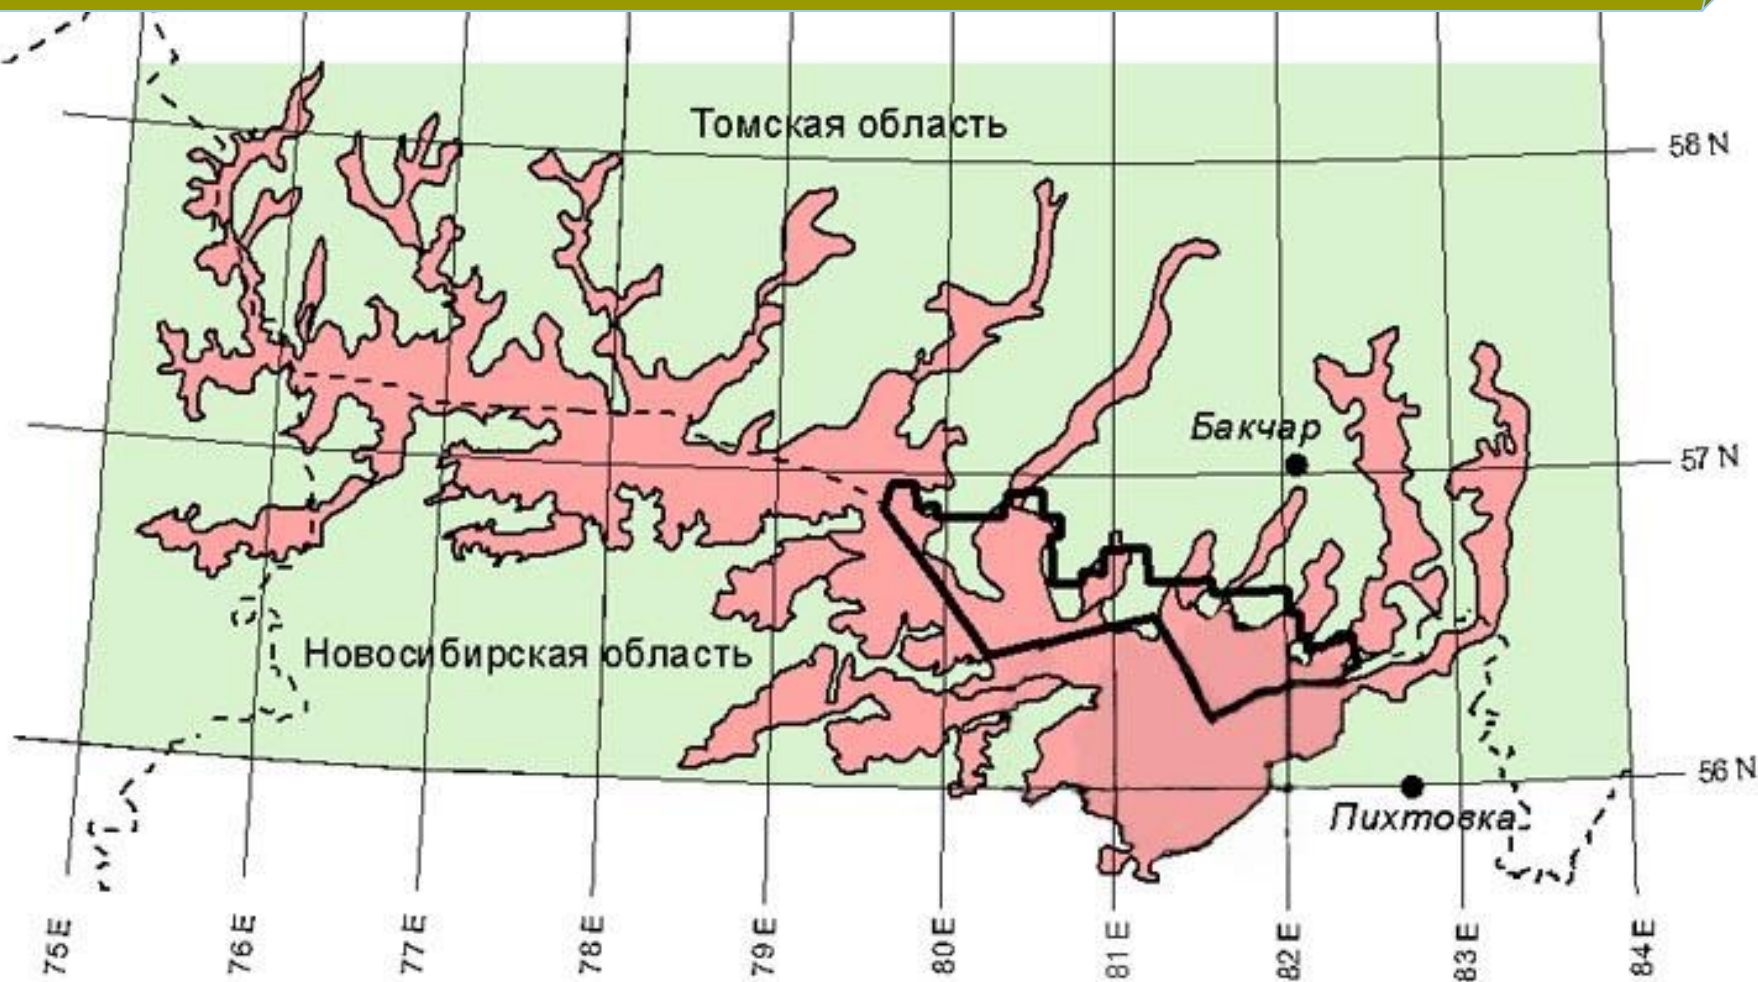 Томская область
58 N
Бакчар
57 N
Новосибирская область
56 N
Пихтовка
75 E
76 E
77 E
78 E
79 E
80 E
81 E
82 E
83 E
84 E